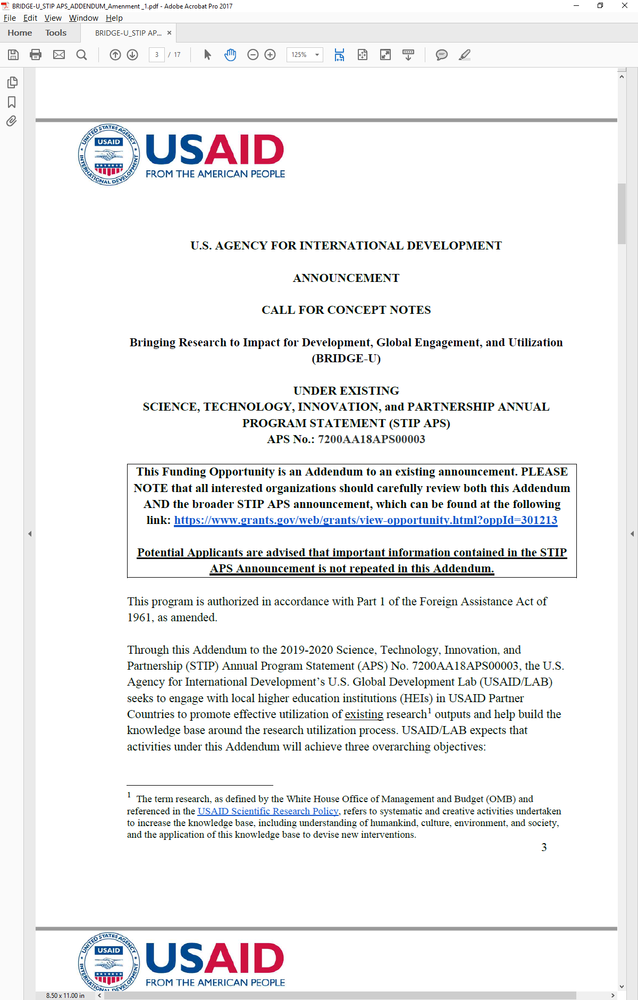 BRIDGE-U_STIP APS_ADDENDUM_Amenment _1.pdf - Adobe Acrobat Pro 2017
File Edit View Window Help
Home Tools BRIDGE-U_STIP AP... ×
3 / 17 125%
UNITED STATES AGENCY
INTERNATIONAL DEVELOPMENT
USAID
USAID
FROM THE AMERICAN PEOPLE
U.S. AGENCY FOR INTERNATIONAL DEVELOPMENT
ANNOUNCEMENT
CALL FOR CONCEPT NOTES
Bringing Research to Impact for Development, Global Engagement, and Utilization
(BRIDGE-U)
UNDER EXISTING
SCIENCE, TECHNOLOGY, INNOVATION, and PARTNERSHIP ANNUAL
PROGRAM STATEMENT (STIP APS)
APS No.: 7200AA18APS00003
This Funding Opportunity is an Addendum to an existing announcement. PLEASE
NOTE that all interested organizations should carefully review both this Addendum
AND the broader STIP APS announcement, which can be found at the following
link: https://www.grants.gov/web/grants/view-opportunity.html?oppId=301213
Potential Applicants are advised that important information contained in the STIP
APS Announcement is not repeated in this Addendum.
This program is authorized in accordance with Part 1 of the Foreign Assistance Act of
1961, as amended.
Through this Addendum to the 2019-2020 Science, Technology, Innovation, and
Partnership (STIP) Annual Program Statement (APS) No. 7200AA18APS00003, the U.S.
Agency for International Development’s U.S. Global Development Lab (USAID/LAB)
seeks to engage with local higher education institutions (HEIs) in USAID Partner
Countries to promote effective utilization of existing research1 outputs and help build the
knowledge base around the research utilization process. USAID/LAB expects that
activities under this Addendum will achieve three overarching objectives:
1 The term research, as defined by the White House Office of Management and Budget (OMB) and
referenced in the USAID Scientific Research Policy, refers to systematic and creative activities undertaken
to increase the knowledge base, including understanding of humankind, culture, environment, and society,
and the application of this knowledge base to devise new interventions.
3
UNITED STATES AGENCY
INTERNATIONAL DEVELOPMENT
USAID
USAID
FROM THE AMERICAN PEOPLE
8.50 x 11.00 in